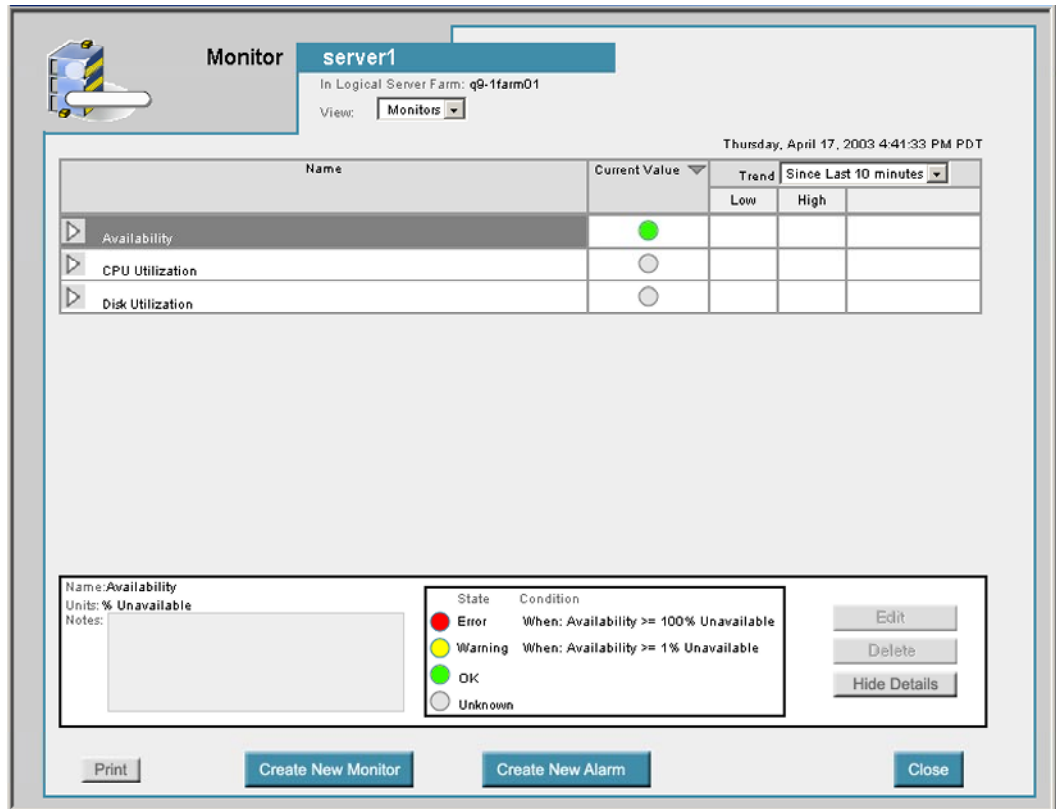 Monitor
server1
In Logical Server Farm: q9-1farm01
View: Monitors
Thursday, April 17, 2003 4:41:33 PM PDT
Name
Current Value
Trend Since Last 10 minutes
Low High
Availability
CPU Utilization
Disk Utilization
Name:Availability
Units: % Unavailable
Notes:
State Condition
Error When: Availability >= 100% Unavailable
Warning When: Availability >= 1% Unavailable
OK
Unknown
Edit
Delete
Hide Details
Print
Create New Monitor
Create New Alarm
Close